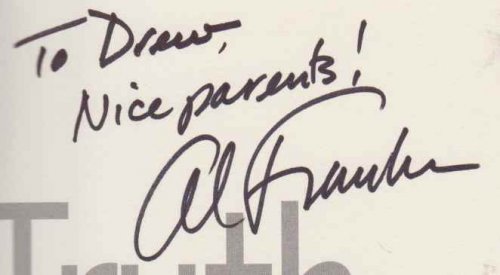 To Drew,
Nice parents!
Al Franken
Truth